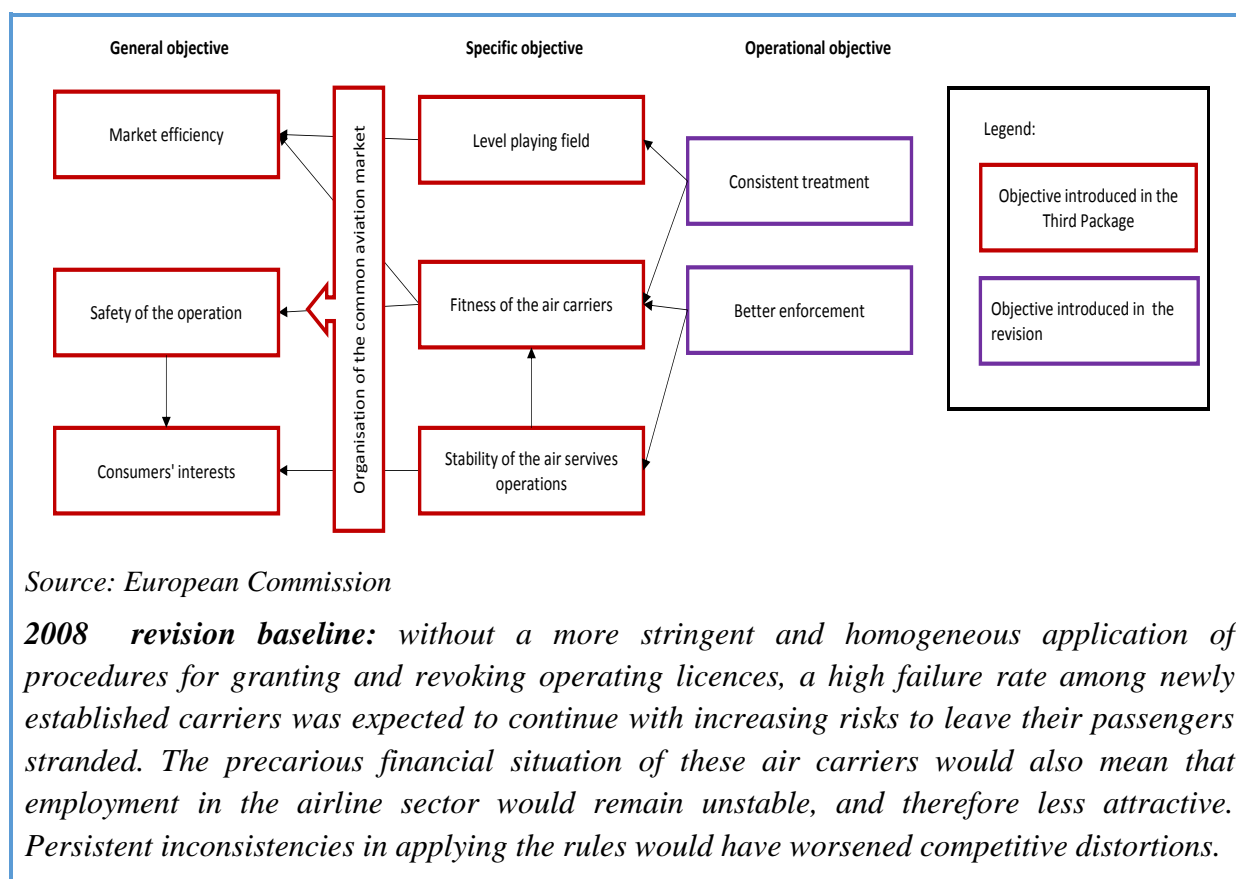 General objective
Specific objective
Operational objective
Market efficiency
Organisation of the common aviation market
Level playing field
Consistent treatment
Legend:
Objective introduced in the
Third Package
Safety of the operation
Fitness of the air carriers
Better enforcement
Objective introduced in the
revision
Consumers' interests
Stability of the air servives
operations
Source: European Commission
2008 revision baseline: without a more stringent and homogeneous application of
procedures for granting and revoking operating licences, a high failure rate among newly
established carriers was expected to continue with increasing risks to leave their passengers
stranded. The precarious financial situation of these air carriers would also mean that
employment in the airline sector would remain unstable, and therefore less attractive.
Persistent inconsistencies in applying the rules would have worsened competitive distortions.